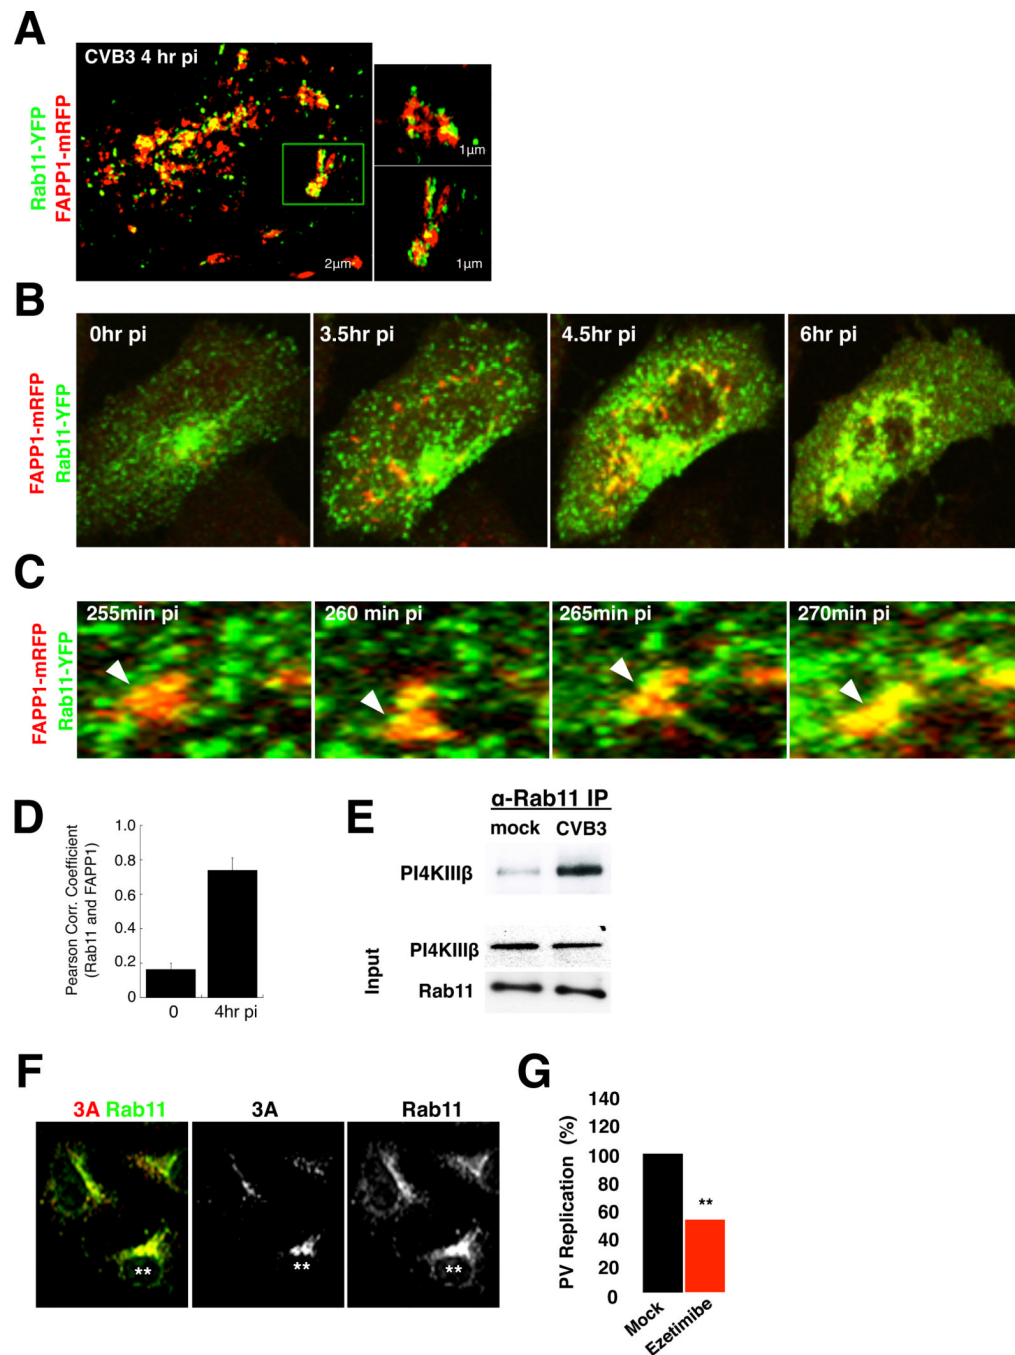 A
CVB3 4 hr pi
Rab11-YFP
FAPP1-mRFP
2µm
1µm
1µm
B
FAPP1-mRFP
Rab11-YFP
0hr pi
3.5hr pi
4.5hr pi
6hr pi
C
FAPP1-mRFP
Rab11-YFP
255min pi
260 min pi
265min pi
270min pi
D
Pearson Corr. Coefficient
(Rab11 and FAPP1)
1.0
0.8
0.6
0.4
0.2
0
0
4hr pi
E
α-Rab11 IP
mock CVB3
PI4KIIIβ
Input
PI4KIIIβ
Rab11
F
3A Rab11
3A
Rab11
**
**
**
G
PV Replication (%)
140
120
100
80
60
40
20
0
**
Mock
Ezetimibe